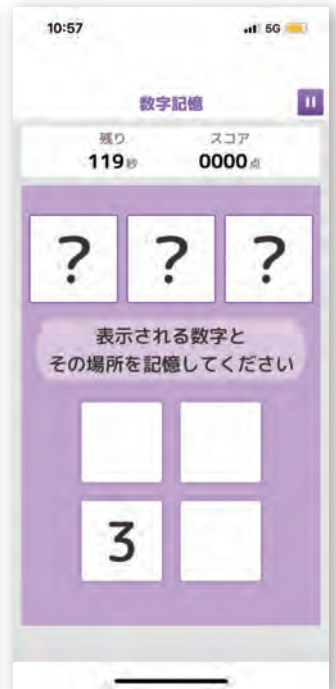 10:57
5G
数字記憶
残り
スコア
119秒
0000点
? ? ?
表示される数字と
その場所を記憶してください
3